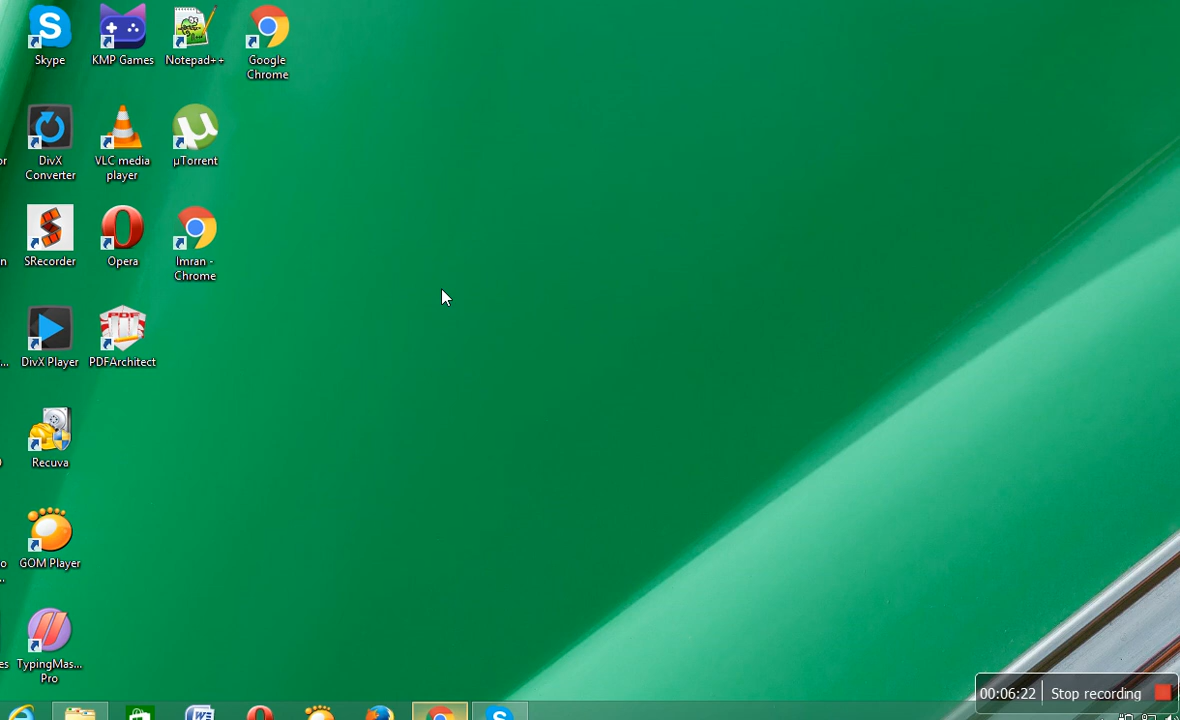 Skype
KMP Games
Notepad++
Google
Chrome
DivX
Converter
VLC media
player
µTorrent
SRecorder
Opera
Imran -
Chrome
DivX Player
PDFArchitect
Recuva
GOM Player
TypingMas...
Pro
00:06:22
Stop recording